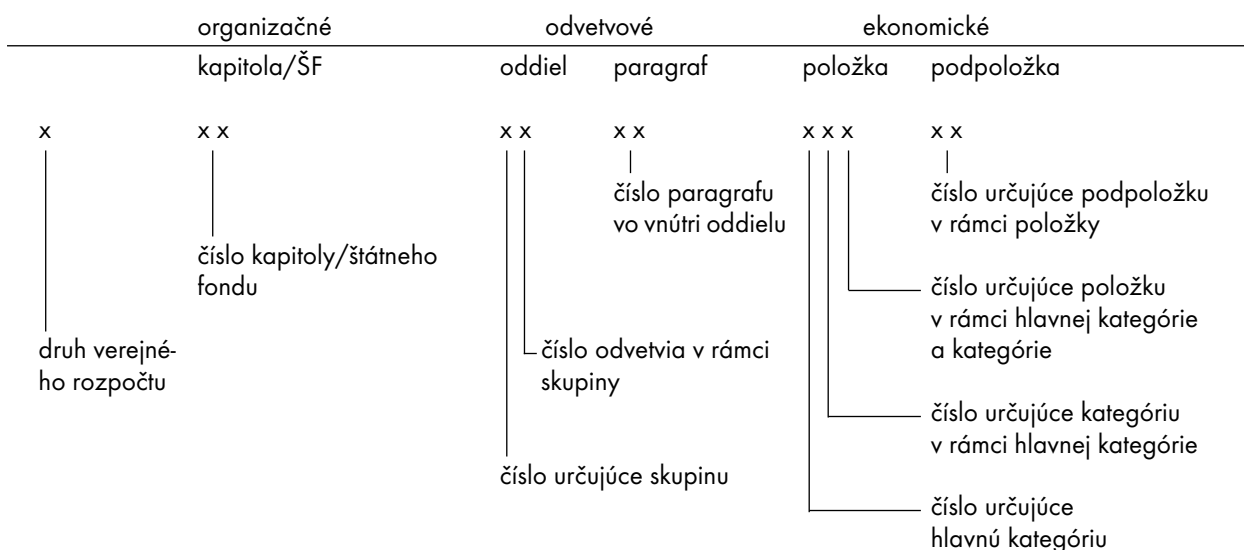 organizačné odvetvové ekonomické
kapitola/ŠF oddiel paragraf položka podpoložka
x x x x x x x x x x x x
číslo paragrafu
vo vnútri oddielu
číslo určujúce podpoložku
v rámci položky
číslo kapitoly/štátneho
fondu
číslo určujúce položku
v rámci hlavnej kategórie
a kategórie
druh verejné-
ho rozpočtu
číslo odvetvia v rámci
skupiny
číslo určujúce kategóriu
v rámci hlavnej kategórie
číslo určujúce skupinu
číslo určujúce
hlavnú kategóriu